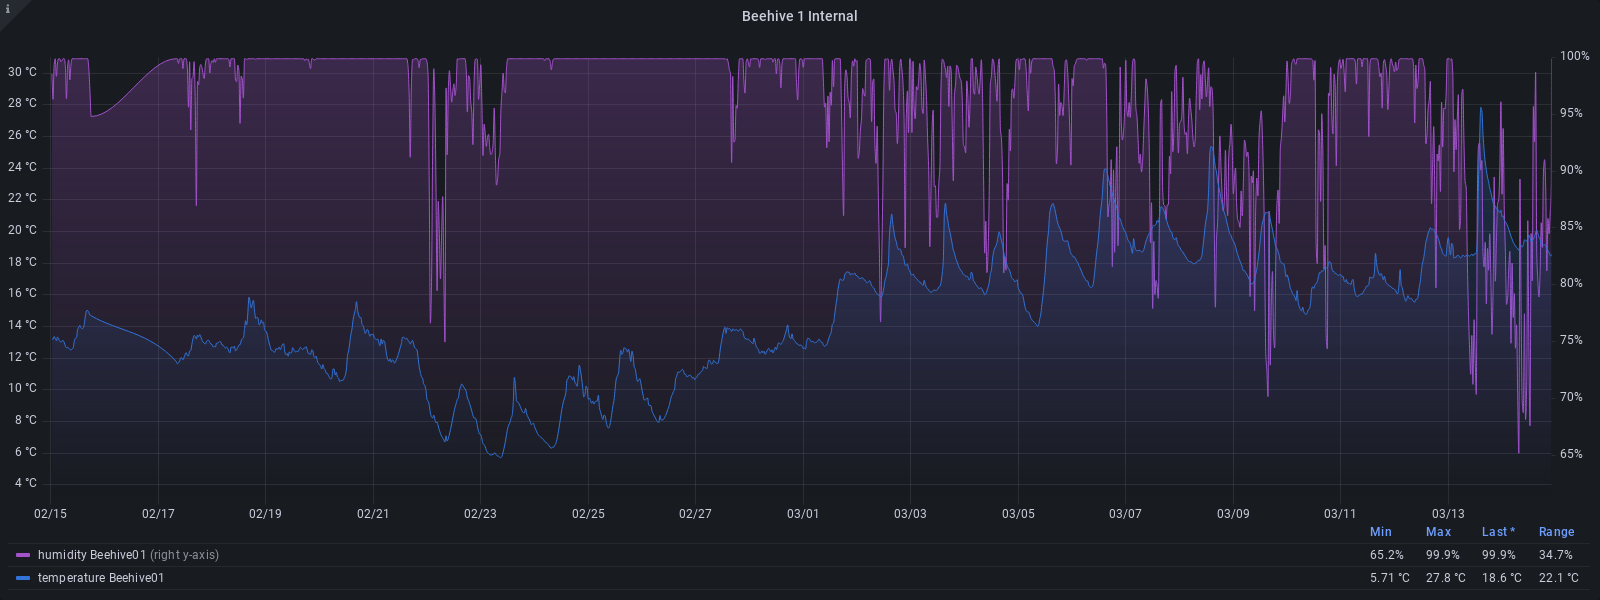 i
Beehive 1 Internal
30 °C
28 °C
26 °C
24 °C
22 °C
20 °C
18 °C
16 °C
14 °C
12 °C
10 °C
8 °C
6 °C
4 °C
100%
95%
90%
85%
80%
75%
70%
65%
02/15 02/17 02/19 02/21 02/23 02/25 02/27 03/01 03/03 03/05 03/07 03/09 03/11 03/13
Min Max Last * Range
humidity Beehive01 (right y-axis) 65.2% 99.9% 99.9% 34.7%
temperature Beehive01 5.71 °C 27.8 °C 18.6 °C 22.1 °C